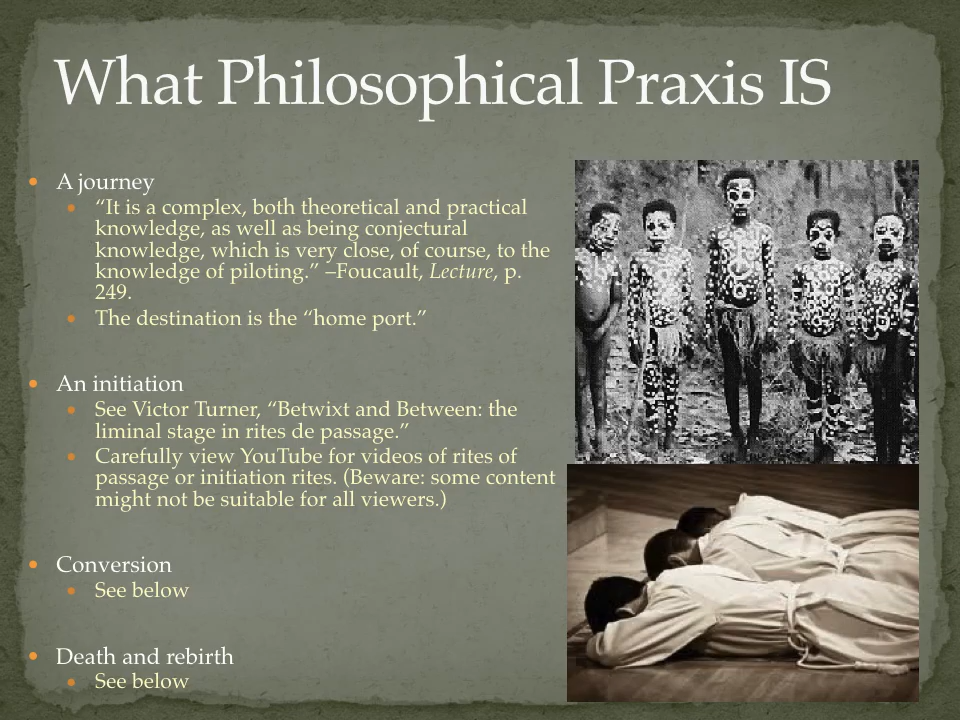 What Philosophical Praxis IS
A journey
“It is a complex, both theoretical and practical
knowledge, as well as being conjectural
knowledge, which is very close, of course, to the
knowledge of piloting.” –Foucault, Lecture, p.
249.
The destination is the “home port.”
An initiation
See Victor Turner, “Betwixt and Between: the
liminal stage in rites de passage.”
Carefully view YouTube for videos of rites of
passage or initiation rites. (Beware: some content
might not be suitable for all viewers.)
Conversion
See below
Death and rebirth
See below